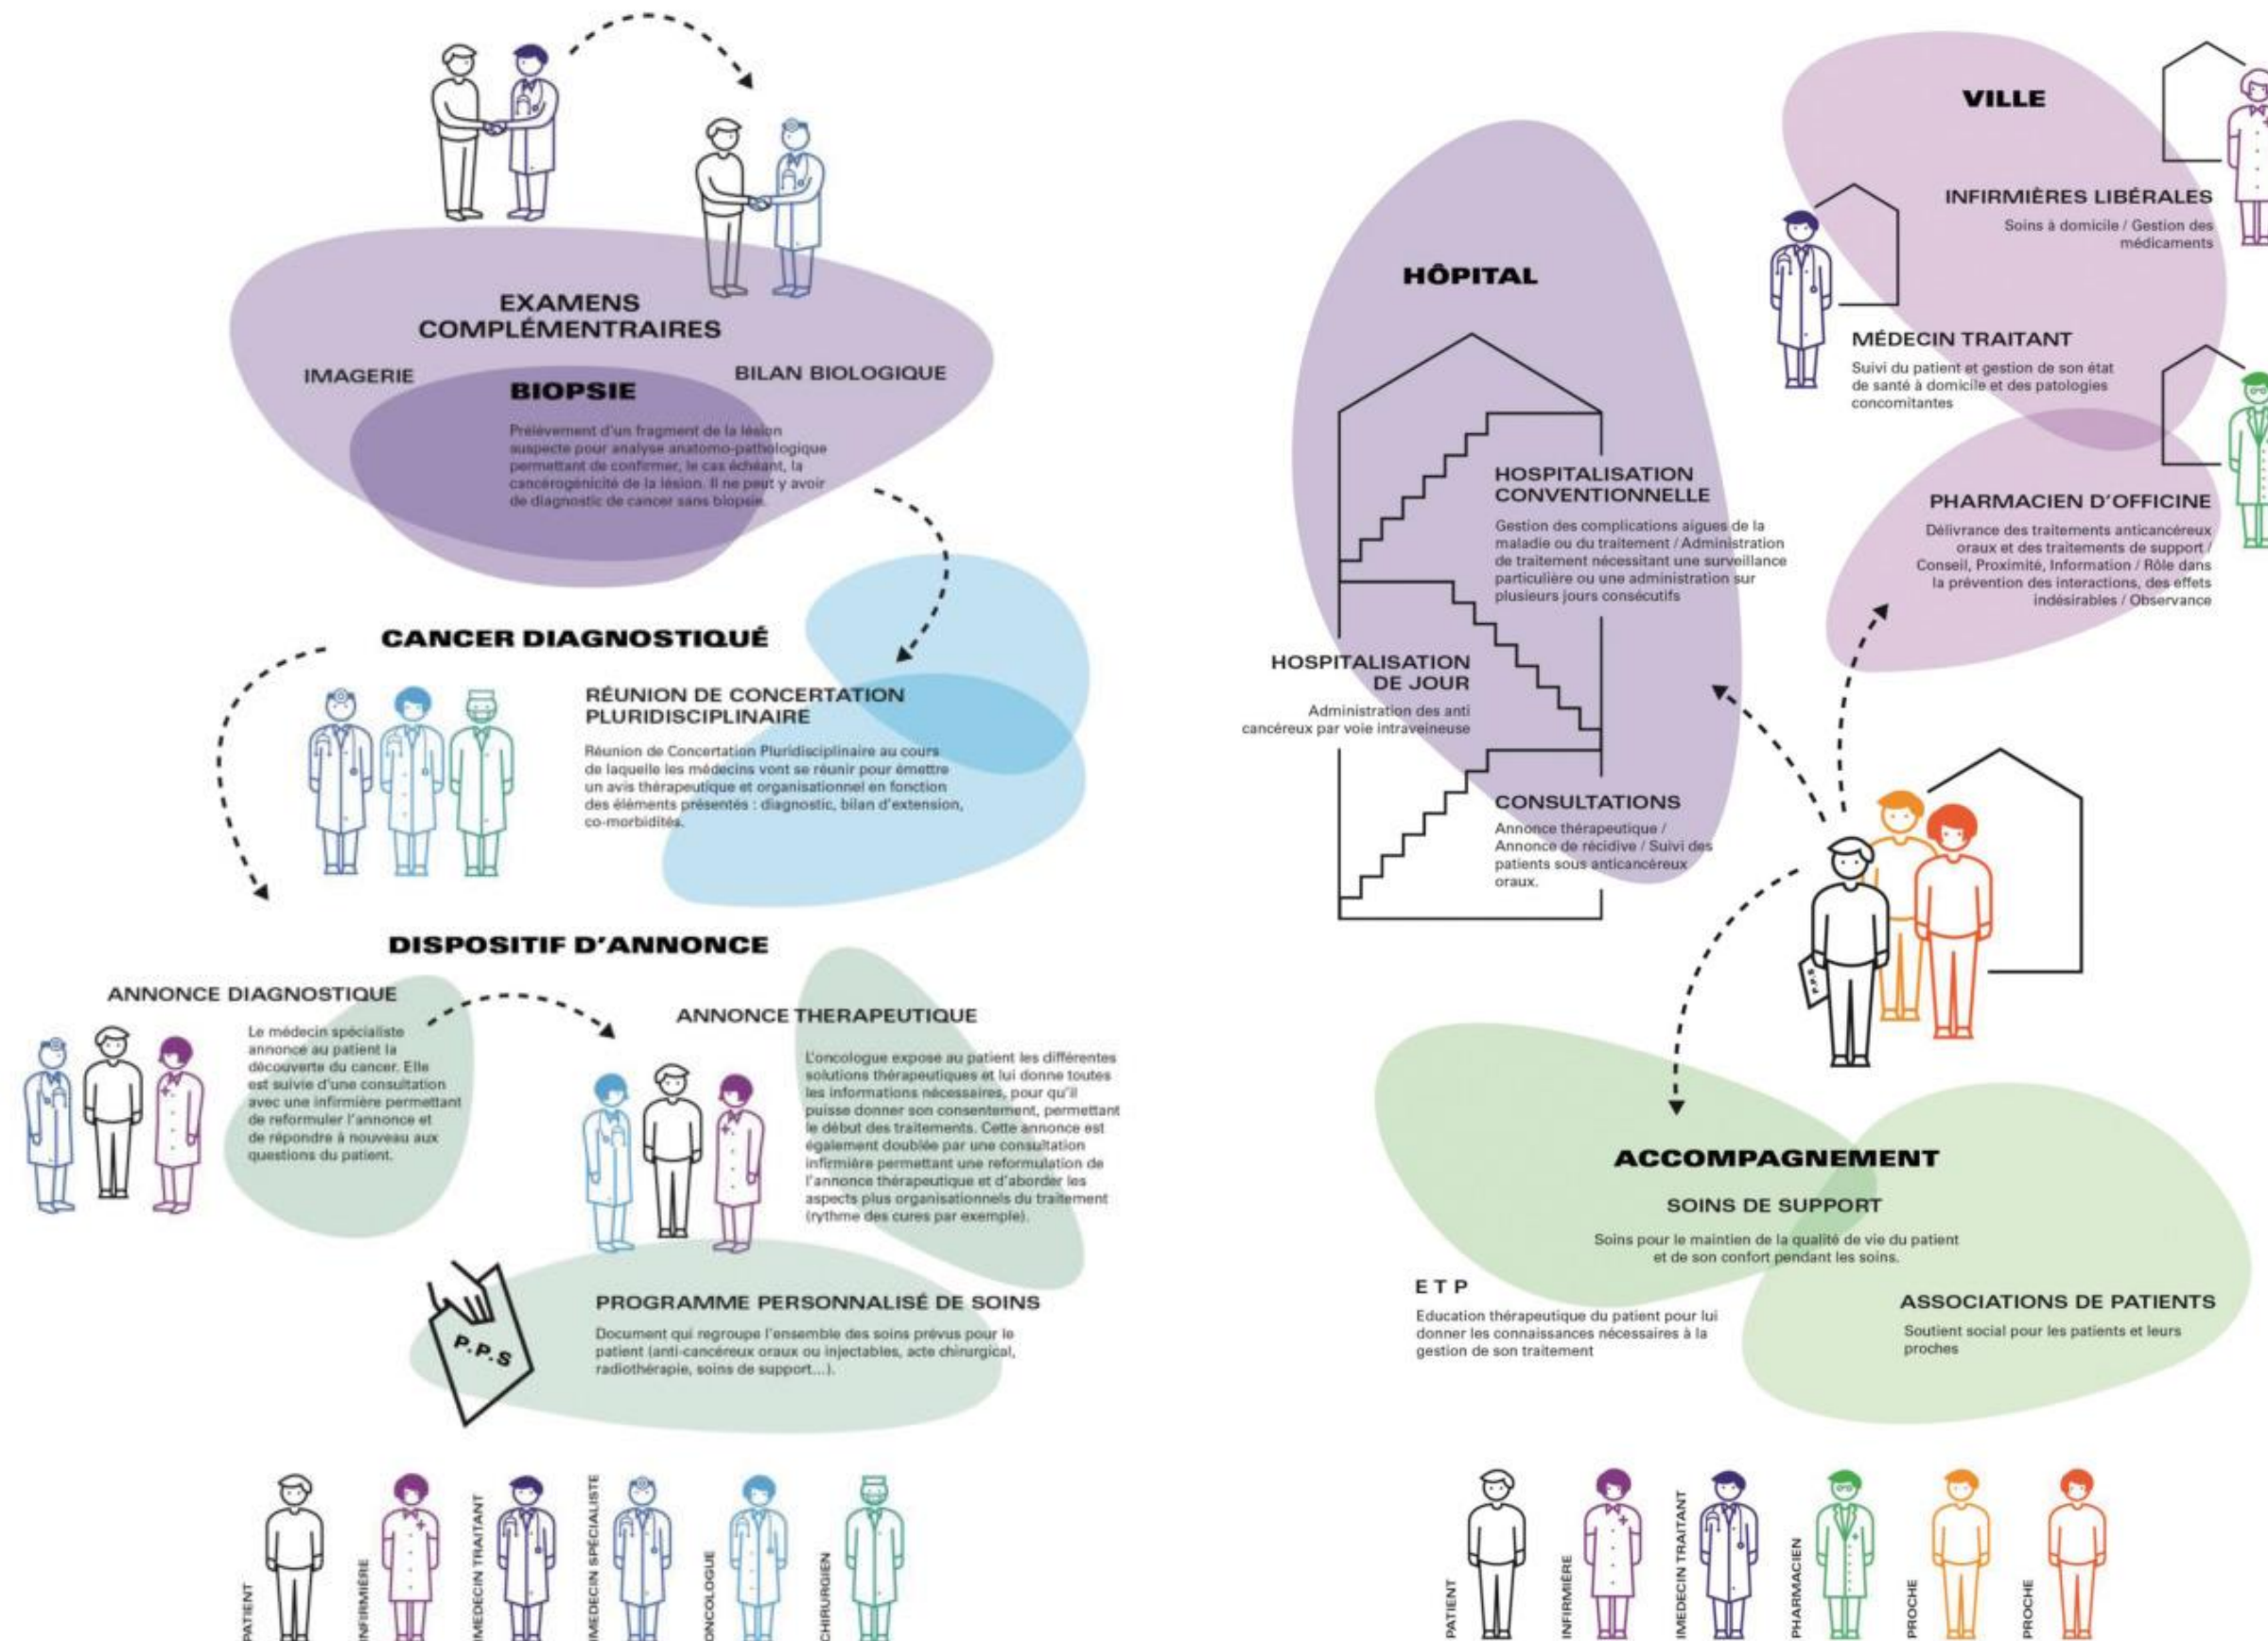 EXAMENS
COMPLÉMENTRAIRES
IMAGERIE
BILAN BIOLOGIQUE
BIOPSIE
Prélèvement d'un fragment de la lésion
suspecte pour analyse anatomo-pathologique
permettant de confirmer, le cas échéant, la
cancérogénicité de la lésion. Il ne peut y avoir
de diagnostic de cancer sans biopsie.
CANCER DIAGNOSTIQUÉ
RÉUNION DE CONCERTATION
PLURIDISCIPLINAIRE
Réunion de Concertation Pluridisciplinaire au cours
de laquelle les médecins vont se réunir pour émettre
un avis thérapeutique et organisationnel en fonction
des éléments présentés : diagnostic, bilan d'extension,
co-morbidités.
DISPOSITIF D'ANNONCE
ANNONCE DIAGNOSTIQUE
Le médecin spécialiste
annonce au patient la
découverte du cancer. Elle
est suivie d'une consultation
avec une infirmière permettant
de reformuler l'annonce et
de répondre à nouveau aux
questions du patient.
ANNONCE THERAPEUTIQUE
L'oncologue expose au patient les différentes
solutions thérapeutiques et lui donne toutes
les informations nécessaires, pour qu'il
puisse donner son consentement, permettant
le début des traitements. Cette annonce est
également doublée par une consultation
infirmière permettant une reformulation de
l'annonce thérapeutique et d'aborder les
aspects plus organisationnels du traitement
(rythme des cures par exemple).
P.P.S
PROGRAMME PERSONNALISÉ DE SOINS
Document qui regroupe l'ensemble des soins prévus pour le
patient (anti-cancéreux oraux ou injectables, acte chirurgical,
radiothérapie, soins de support...).
PATIENT
INFIRMIÈRE
IMEDECIN TRAITANT
IMEDECIN SPÉCIALISTE
ONCOLOGUE
CHIRURGIEN
HÔPITAL
HOSPITALISATION
CONVENTIONNELLE
Gestion des complications aigues de la
maladie ou du traitement / Administration
de traitement nécessitant une surveillance
particulière ou une administration sur
plusieurs jours consécutifs
HOSPITALISATION
DE JOUR
Administration des anti
cancéreux par voie intraveineuse
CONSULTATIONS
Annonce thérapeutique /
Annonce de récidive / Suivi des
patients sous anticancéreux
oraux.
VILLE
INFIRMIÈRES LIBÉRALES
Soins à domicile / Gestion des
médicaments
MÉDECIN TRAITANT
Suivi du patient et gestion de son état
de santé à domicile et des patologies
concomitantes
PHARMACIEN D'OFFICINE
Délivrance des traitements anticancéreux
oraux et des traitements de support /
Conseil, Proximité, Information / Rôle dans
la prévention des interactions, des effets
indésirables / Observance
P.P.S
ACCOMPAGNEMENT
SOINS DE SUPPORT
Soins pour le maintien de la qualité de vie du patient
et de son confort pendant les soins.
E T P
Education thérapeutique du patient pour lui
donner les connaissances nécessaires à la
gestion de son traitement
ASSOCIATIONS DE PATIENTS
Soutient social pour les patients et leurs
proches
PATIENT
INFIRMIÈRE
IMEDECIN TRAITANT
PHARMACIEN
PROCHE
PROCHE